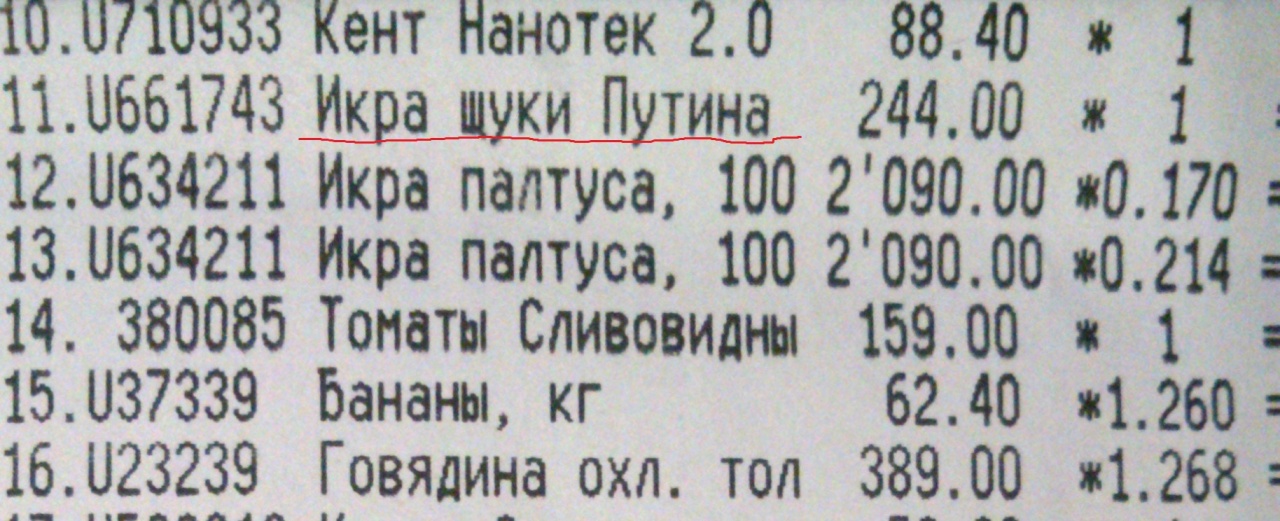 10.U710933 Кент Нанотек 2.0 88.40 * 1
11.U661743 Икра щуки Путина 244.00 * 1
12.U634211 Икра палтуса, 100 2'090.00 *0.170 =
13.U634211 Икра палтуса, 100 2'090.00 *0.214 =
14. 380085 Томаты Сливовидны 159.00 * 1 =
15.U37339 Бананы, кг 62.40 *1.260 =
16.U23239 Говядина охл. тол 389.00 *1.268 =